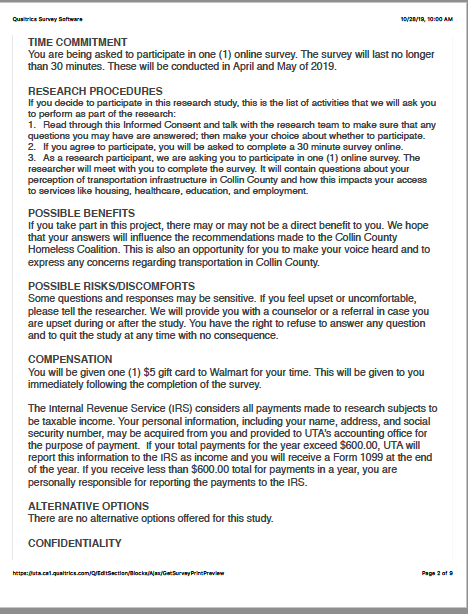 Qualtrics Survey Software
10/28/19, 10:00 AM
TIME COMMITMENT
You are being asked to participate in one (1) online survey. The survey will last no longer
than 30 minutes. These will be conducted in April and May of 2019.
RESEARCH PROCEDURES
If you decide to participate in this research study, this is the list of activities that we will ask you
to perform as part of the research:
1. Read through this Informed Consent and talk with the research team to make sure that any
questions you may have are answered; then make your choice about whether to participate.
2. If you agree to participate, you will be asked to complete a 30 minute survey online.
3. As a research participant, we are asking you to participate in one (1) online survey. The
researcher will meet with you to complete the survey. It will contain questions about your
perception of transportation infrastructure in Collin County and how this impacts your access
to services like housing, healthcare, education, and employment.
POSSIBLE BENEFITS
If you take part in this project, there may or may not be a direct benefit to you. We hope
that your answers will influence the recommendations made to the Collin County
Homeless Coalition. This is also an opportunity for you to make your voice heard and to
express any concerns regarding transportation in Collin County.
POSSIBLE RISKS/DISCOMFORTS
Some questions and responses may be sensitive. If you feel upset or uncomfortable,
please tell the researcher. We will provide you with a counselor or a referral in case you
are upset during or after the study. You have the right to refuse to answer any question
and to quit the study at any time with no consequence.
COMPENSATION
You will be given one (1) $5 gift card to Walmart for your time. This will be given to you
immediately following the completion of the survey.
The Internal Revenue Service (IRS) considers all payments made to research subjects to
be taxable income. Your personal information, including your name, address, and social
security number, may be acquired from you and provided to UTA's accounting office for
the purpose of payment. If your total payments for the year exceed $600.00, UTA will
report this information to the IRS as income and you will receive a Form 1099 at the end
of the year. If you receive less than $600.00 total for payments in a year, you are
personally responsible for reporting the payments to the IRS.
ALTERNATIVE OPTIONS
There are no alternative options offered for this study.
CONFIDENTIALITY
https://uta.ca1.qualtrics.com/Q/EditSection/Blocks/Ajax/GetSurveyPrintPreview
Page 2 of 9